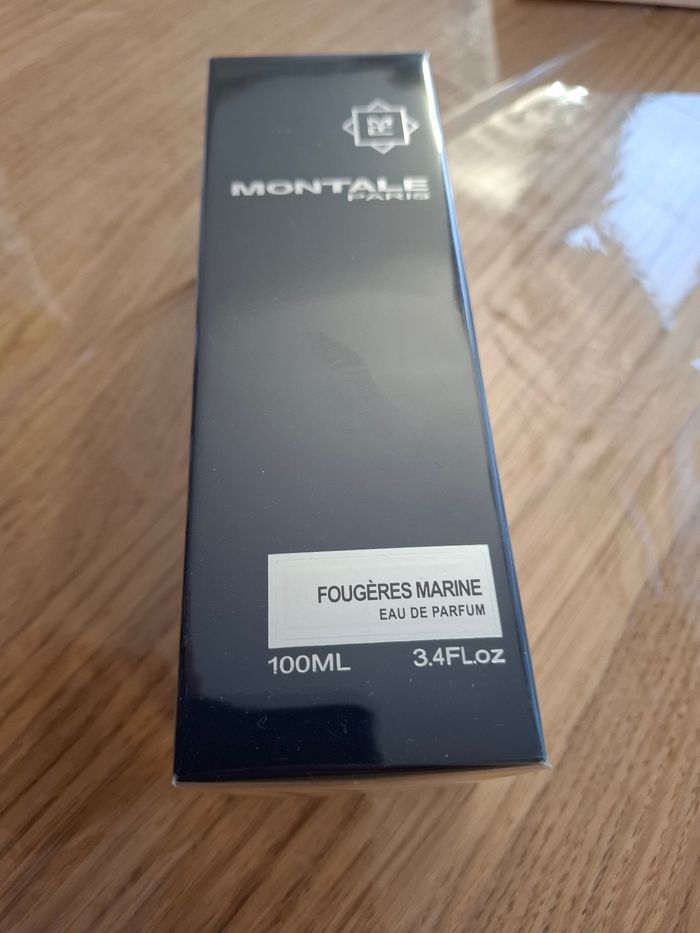 MONTALE
PARIS
FOUGÈRES MARINE
EAU DE PARFUM
100ML 3.4FL.oz